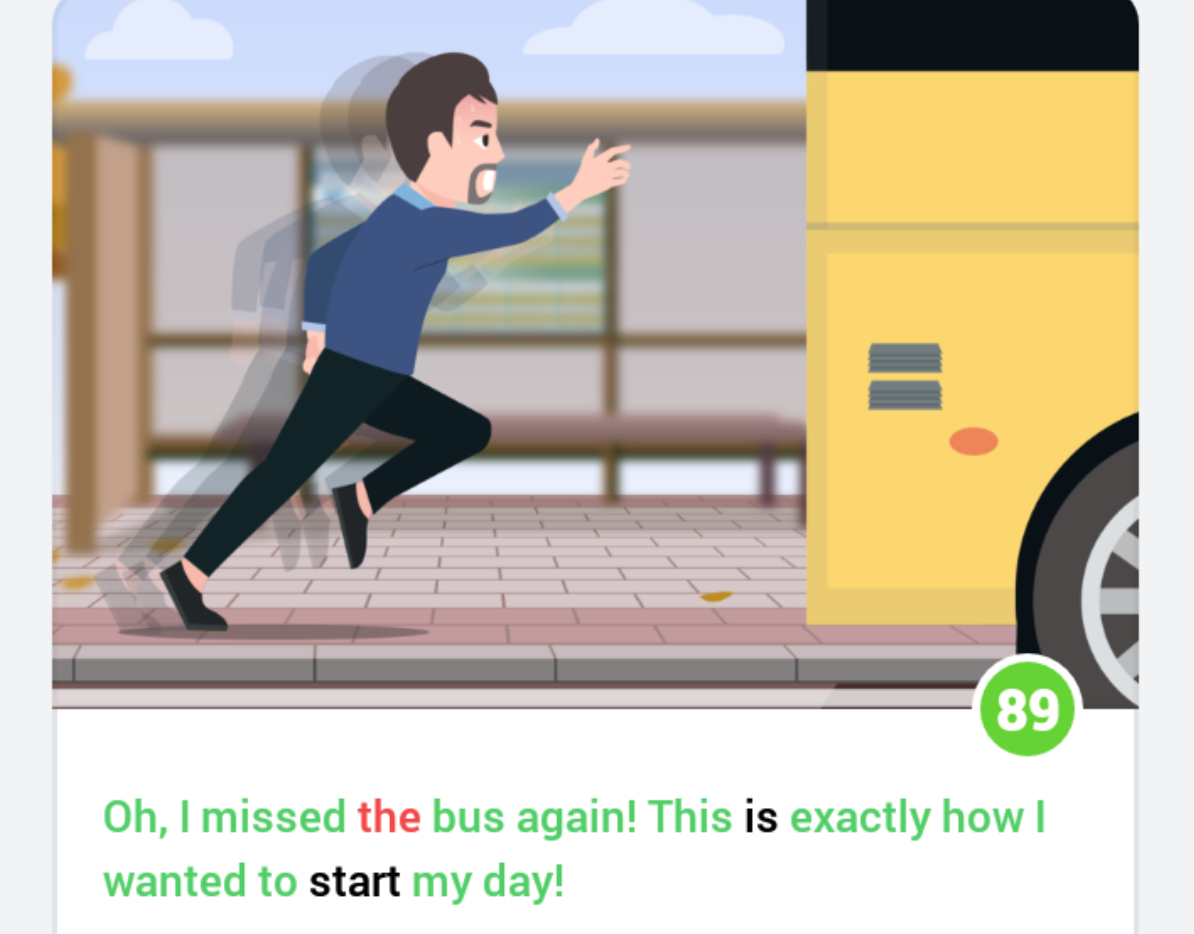 89
Oh, I missed the bus again! This is exactly how I
wanted to start my day!